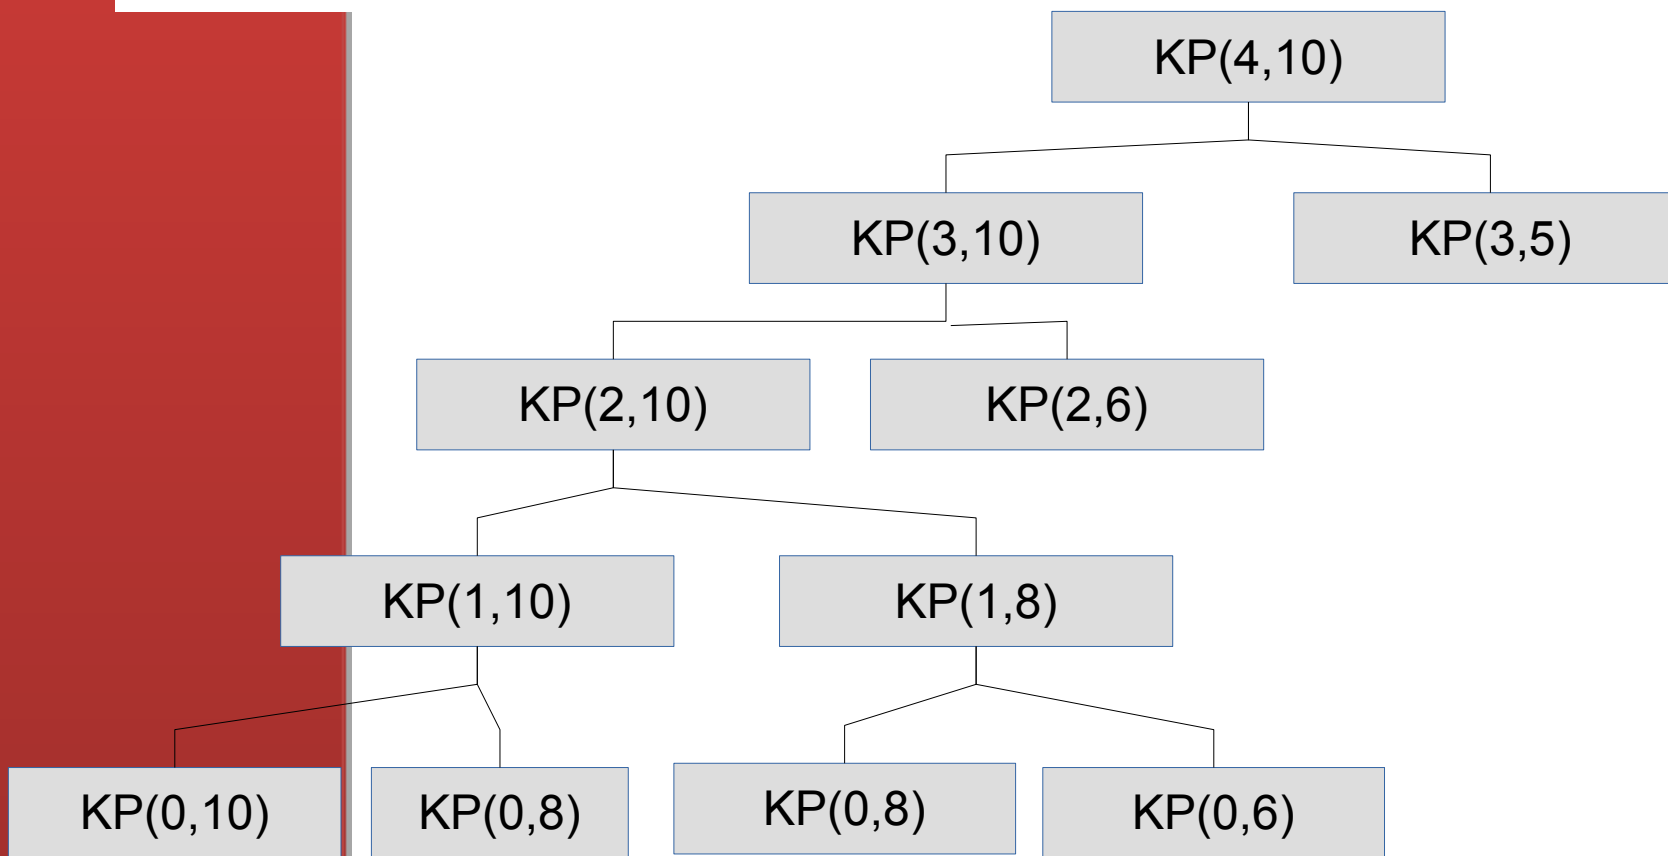 KP(4,10)
KP(3,10)
KP(3,5)
KP(2,10)
KP(2,6)
KP(1,10)
KP(1,8)
KP(0,10)
KP(0,8)
KP(0,8)
KP(0,6)